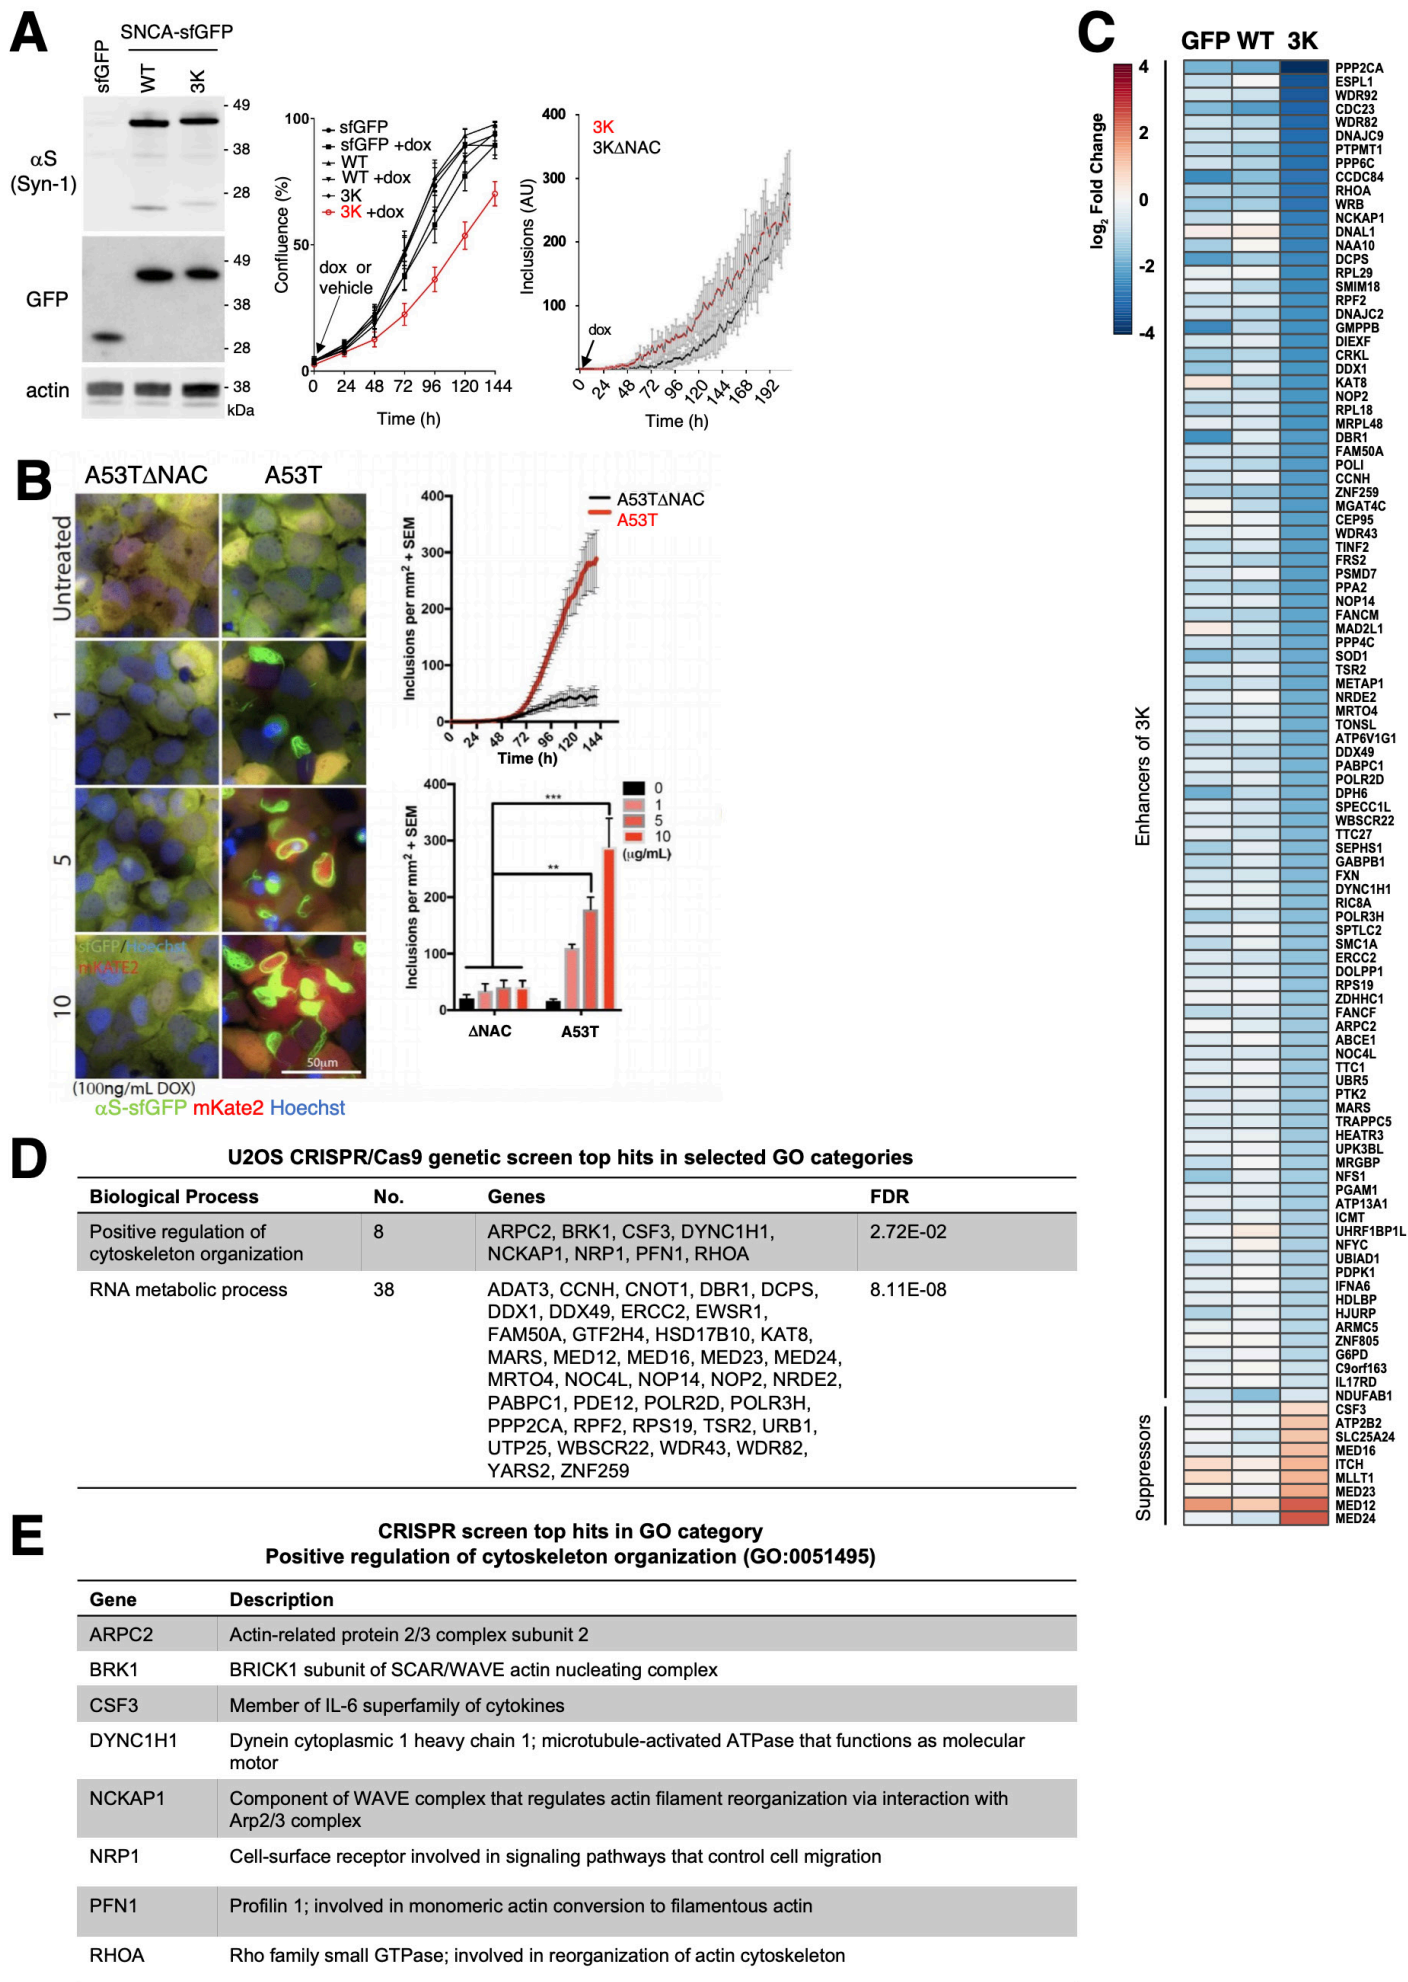 A
SNCA-sfGFP
sfGFP
WT
3K
αS
(Syn-1)
- 49
- 38
- 28
GFP
- 49
- 38
- 28
actin
- 38
kDa
100
50
0
Confluence (%)
sfGFP
sfGFP +dox
WT
WT +dox
3K
3K +dox
dox or
vehicle
0 24 48 72 96 120 144
Time (h)
400
300
200
100
Inclusions (AU)
3K
3KΔNAC
dox
0 24 48 72 96 120 144 168 192
Time (h)
B
A53TΔNAC A53T
Untreated
1
5
10
sfGFP/Hoechst
mKATE2
50µm
(100ng/mL DOX)
αS-sfGFP mKate2 Hoechst
400
300
200
100
0
Inclusions per mm² + SEM
A53TΔNAC
A53T
0 24 48 72 96 120 144
Time (h)
400
300
200
100
0
Inclusions per mm² + SEM
***
**
0
1
5
10
(µg/mL)
ΔNAC A53T
C
GFP WT 3K
4
2
0
-2
-4
log2 Fold Change
Enhancers of 3K
Suppressors
PPP2CA
ESPL1
WDR92
CDC23
WDR82
DNAJC9
PTPMT1
PPP6C
CCDC84
RHOA
WRB
NCKAP1
DNAL1
NAA10
DCPS
RPL29
SMIM18
RPF2
DNAJC2
GMPPB
DIEXF
CRKL
DDX1
KAT8
NOP2
RPL18
MRPL48
DBR1
FAM50A
POLI
CCNH
ZNF259
MGAT4C
CEP95
WDR43
TINF2
FRS2
PSMD7
PPA2
NOP14
FANCM
MAD2L1
PPP4C
SOD1
TSR2
METAP1
NRDE2
MRTO4
TONSL
ATP6V1G1
DDX49
PABPC1
POLR2D
DPH6
SPECC1L
WBSCR22
TTC27
SEPHS1
GABPB1
FXN
DYNC1H1
RIC8A
POLR3H
SPTLC2
SMC1A
ERCC2
DOLPP1
RPS19
ZDHHC1
FANCF
ARPC2
ABCE1
NOC4L
TTC1
UBR5
PTK2
MARS
TRAPPC5
HEATR3
UPK3BL
MRGBP
NFS1
PGAM1
ATP13A1
ICMT
UHRF1BP1L
NFYC
UBIAD1
PDPK1
IFNA6
HDLBP
HJURP
ARMC5
ZNF805
G6PD
C9orf163
IL17RD
NDUFAB1
CSF3
ATP2B2
SLC25A24
MED16
ITCH
MLLT1
MED23
MED12
MED24
D
U2OS CRISPR/Cas9 genetic screen top hits in selected GO categories
Biological Process No. Genes FDR
Positive regulation of 8 ARPC2, BRK1, CSF3, DYNC1H1, 2.72E-02
cytoskeleton organization NCKAP1, NRP1, PFN1, RHOA
RNA metabolic process 38 ADAT3, CCNH, CNOT1, DBR1, DCPS, 8.11E-08
DDX1, DDX49, ERCC2, EWSR1,
FAM50A, GTF2H4, HSD17B10, KAT8,
MARS, MED12, MED16, MED23, MED24,
MRTO4, NOC4L, NOP14, NOP2, NRDE2,
PABPC1, PDE12, POLR2D, POLR3H,
PPP2CA, RPF2, RPS19, TSR2, URB1,
UTP25, WBSCR22, WDR43, WDR82,
YARS2, ZNF259
E
CRISPR screen top hits in GO category
Positive regulation of cytoskeleton organization (GO:0051495)
Gene Description
ARPC2 Actin-related protein 2/3 complex subunit 2
BRK1 BRICK1 subunit of SCAR/WAVE actin nucleating complex
CSF3 Member of IL-6 superfamily of cytokines
DYNC1H1 Dynein cytoplasmic 1 heavy chain 1; microtubule-activated ATPase that functions as molecular
motor
NCKAP1 Component of WAVE complex that regulates actin filament reorganization via interaction with
Arp2/3 complex
NRP1 Cell-surface receptor involved in signaling pathways that control cell migration
PFN1 Profilin 1; involved in monomeric actin conversion to filamentous actin
RHOA Rho family small GTPase; involved in reorganization of actin cytoskeleton